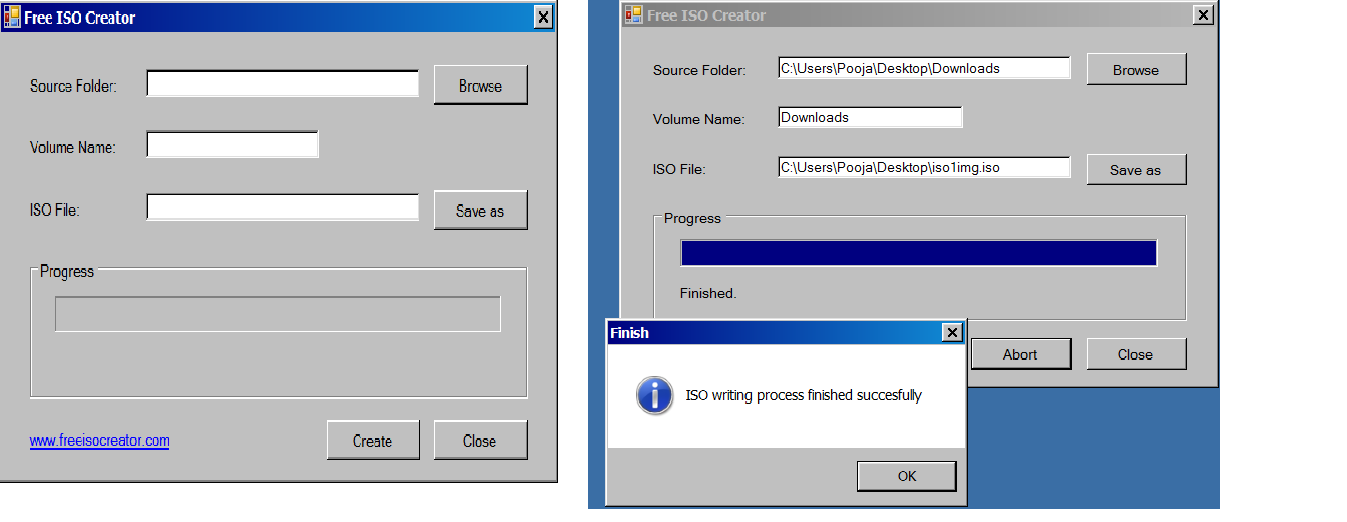 Free ISO Creator
Source Folder:
Browse
Volume Name:
ISO File:
Save as
Progress
www.freeisocreator.com
Create
Close
Free ISO Creator
Source Folder:
C:\Users\Pooja\Desktop\Downloads
Browse
Volume Name:
Downloads
ISO File:
C:\Users\Pooja\Desktop\iso1img.iso
Save as
Progress
Finished.
Abort
Close
Finish
ISO writing process finished succesfully
OK